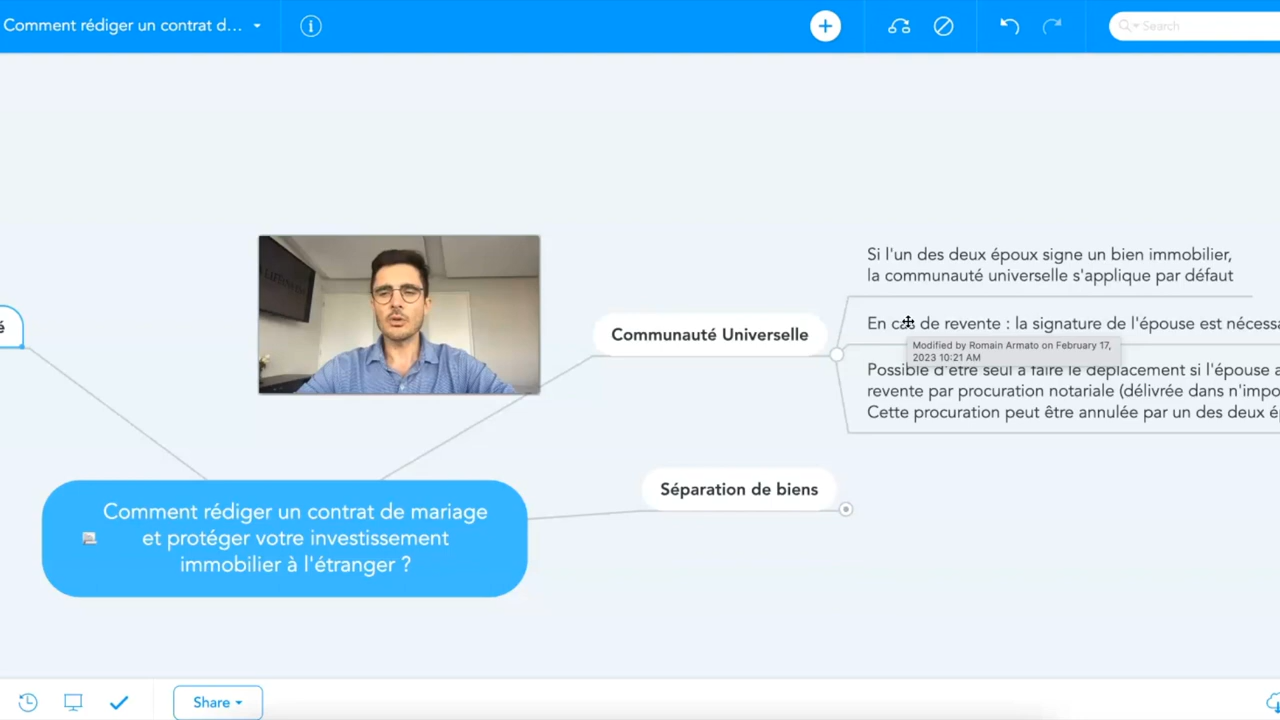 Comment rédiger un contrat d...
Search
Si l'un des deux époux signe un bien immobilier,
la communauté universelle s'applique par défaut
é
Communauté Universelle
En cas de revente : la signature de l'épouse est nécess
Modified by Romain Armato on February 17,
2023 10:21 AM
Possible d'être seul à faire le déplacement si l'épouse a
revente par procuration notariale (délivrée dans n'impo
Cette procuration peut être annulée par un des deux é
Séparation de biens
Comment rédiger un contrat de mariage
et protéger votre investissement
immobilier à l'étranger ?
Share